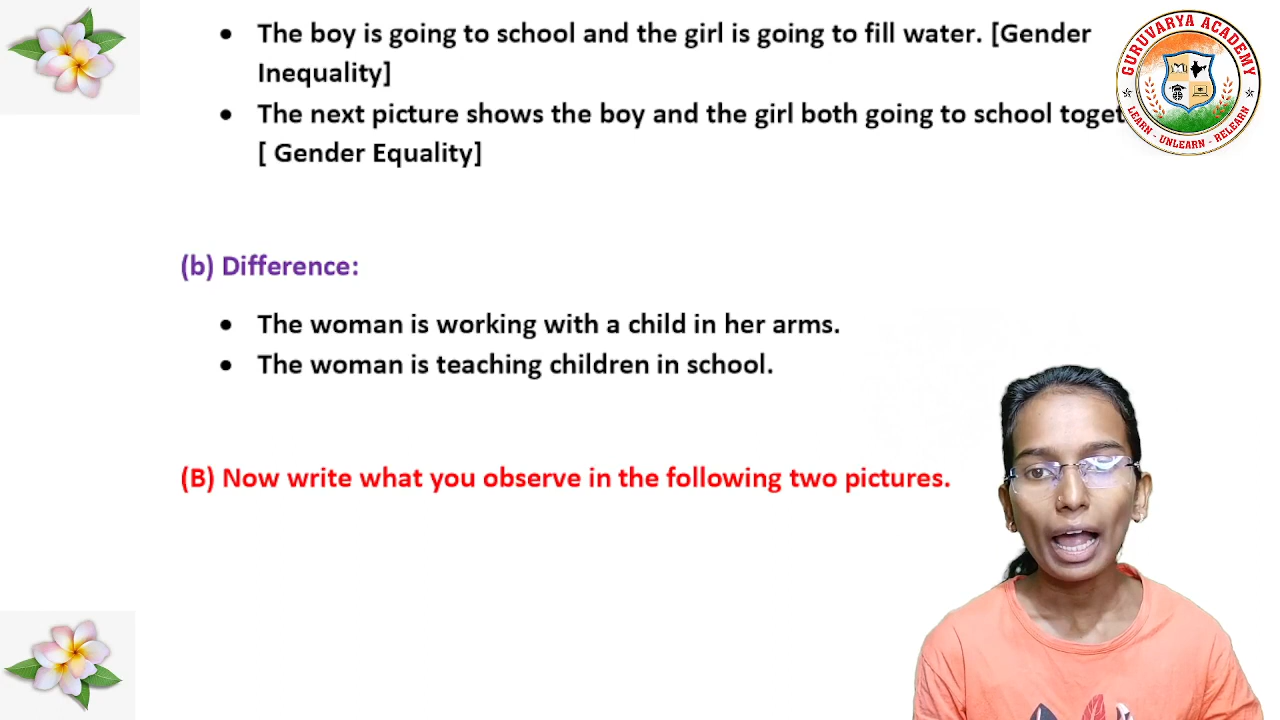 • The boy is going to school and the girl is going to fill water. [Gender
Inequality]
• The next picture shows the boy and the girl both going to school toget
[ Gender Equality]
GURUVARYA ACADEMY
LEARN - UNLEARN - RELEARN
(b) Difference:
• The woman is working with a child in her arms.
• The woman is teaching children in school.
(B) Now write what you observe in the following two pictures.